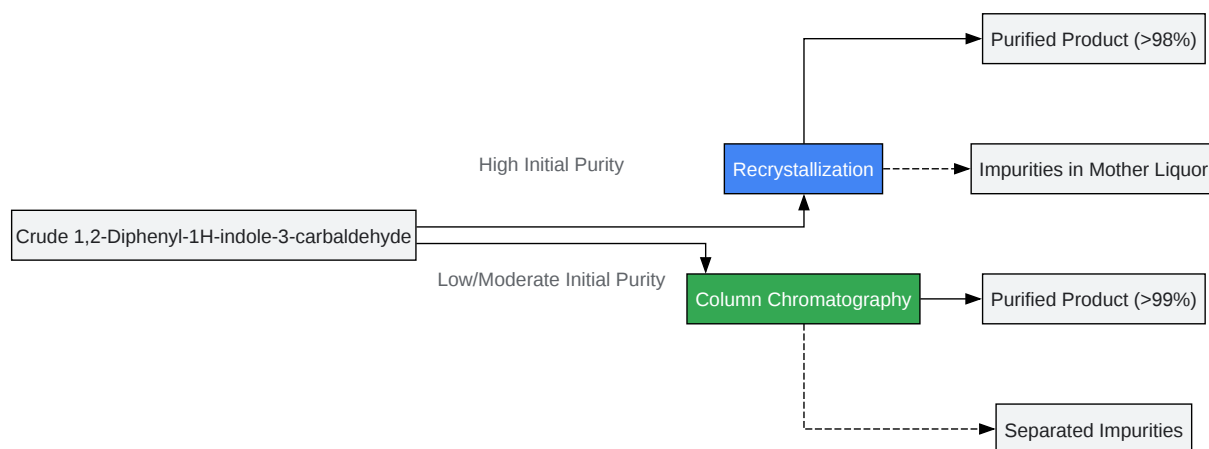 Purified Product (>98%)
High Initial Purity
Recrystallization
Impurities in Mother Liquor
Crude 1,2-Diphenyl-1H-indole-3-carbaldehyde
Low/Moderate Initial Purity
Column Chromatography
Purified Product (>99%)
Separated Impurities